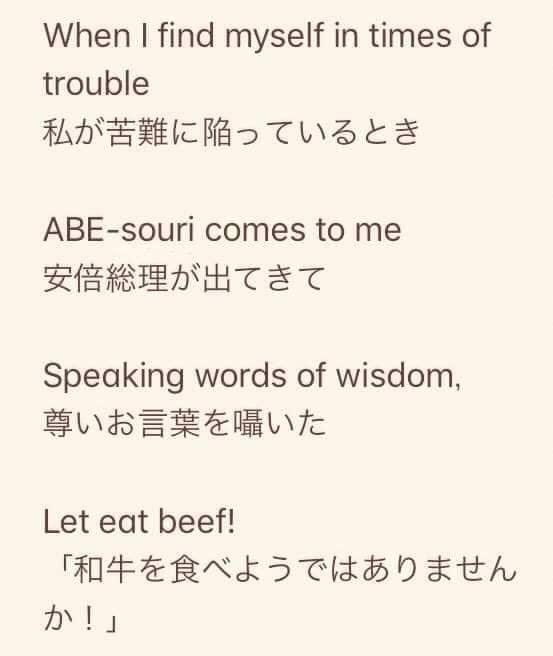 When I find myself in times of
trouble
私が苦難に陥っているとき
ABE-souri comes to me
安倍総理が出てきて
Speaking words of wisdom,
尊いお言葉を囁いた
Let eat beef!
「和牛を食べようではありません
か！」